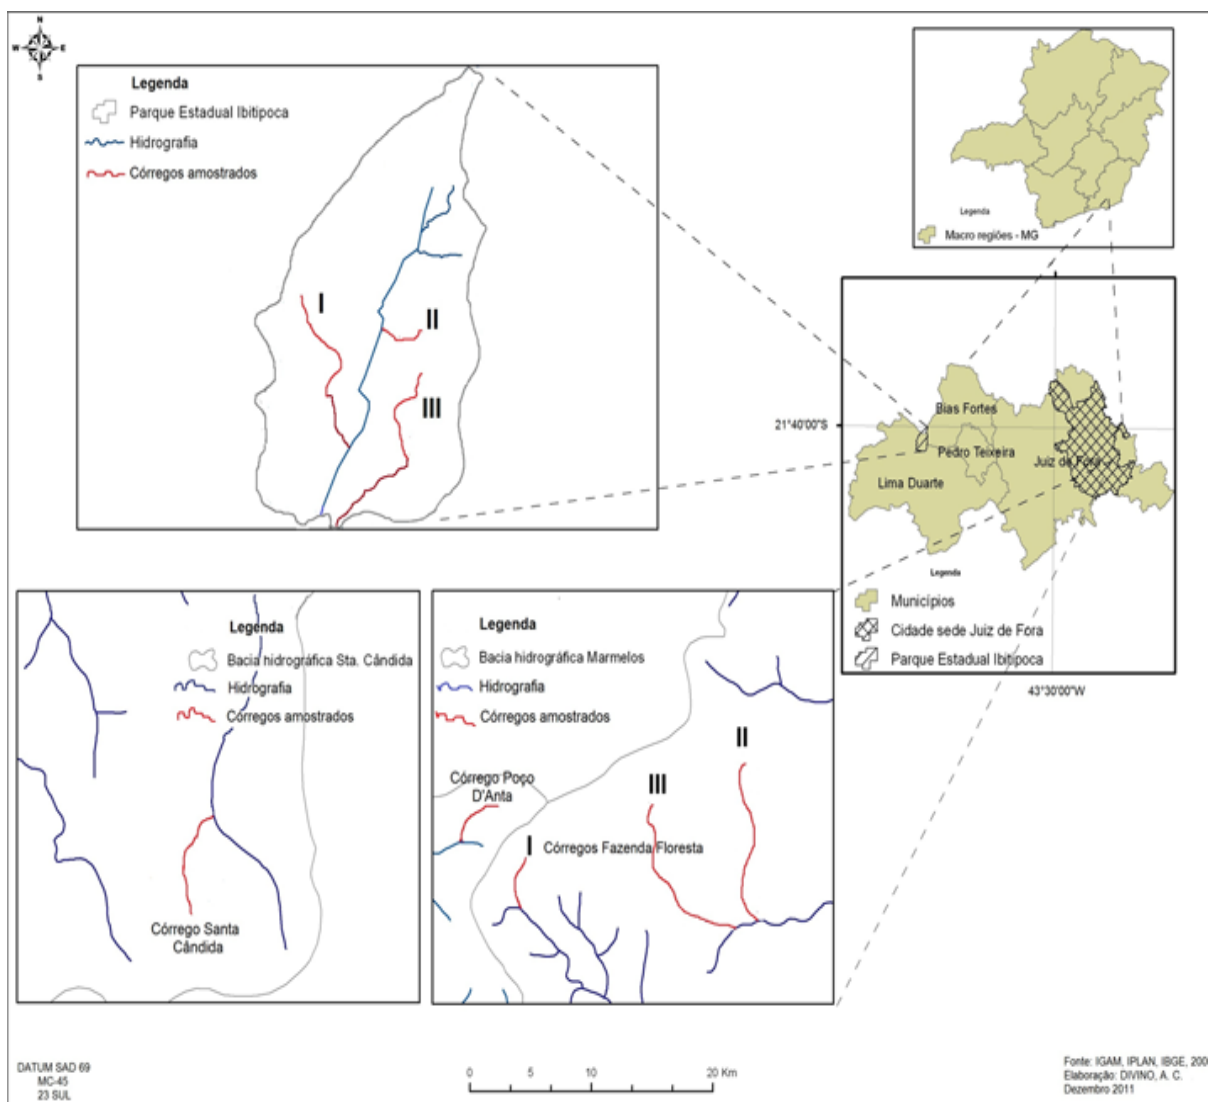 N
W E
S
Legenda
Parque Estadual Ibitipoca
Hidrografia
Córregos amostrados
I
II
III
Legenda
Macro regiões - MG
21°40'00"S
Bias Fortes
Pedro Teixeira
Juiz de Fora
Lima Duarte
Legenda
Municípios
Cidade sede Juiz de Fora
Parque Estadual Ibitipoca
43°30'00"W
Legenda
Bacia hidrográfica Sta. Cândida
Hidrografia
Córregos amostrados
Córrego Santa
Cândida
Legenda
Bacia hidrográfica Marmelos
Hidrografia
Córregos amostrados
II
III
Córrego Poço
D'Anta
I
Córregos Fazenda Floresta
DATUM SAD 69
MC-45
23 SUL
0 5 10 20 Km
Fonte: IGAM, IPLAN, IBGE, 200
Elaboração: DIVINO, A. C.
Dezembro 2011